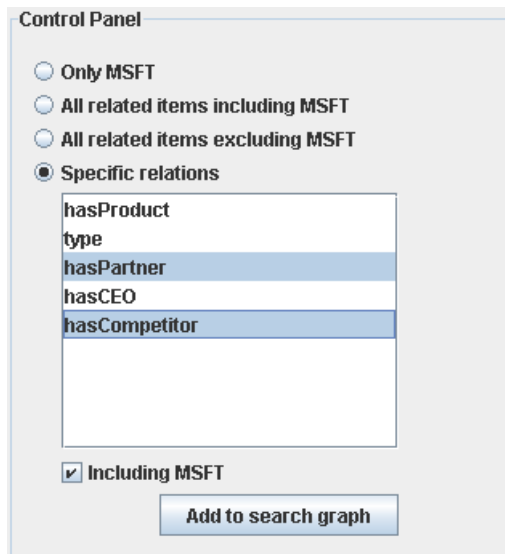 Control Panel
Only MSFT
All related items including MSFT
All related items excluding MSFT
Specific relations
hasProduct
type
hasPartner
hasCEO
hasCompetitor
Including MSFT
Add to search graph